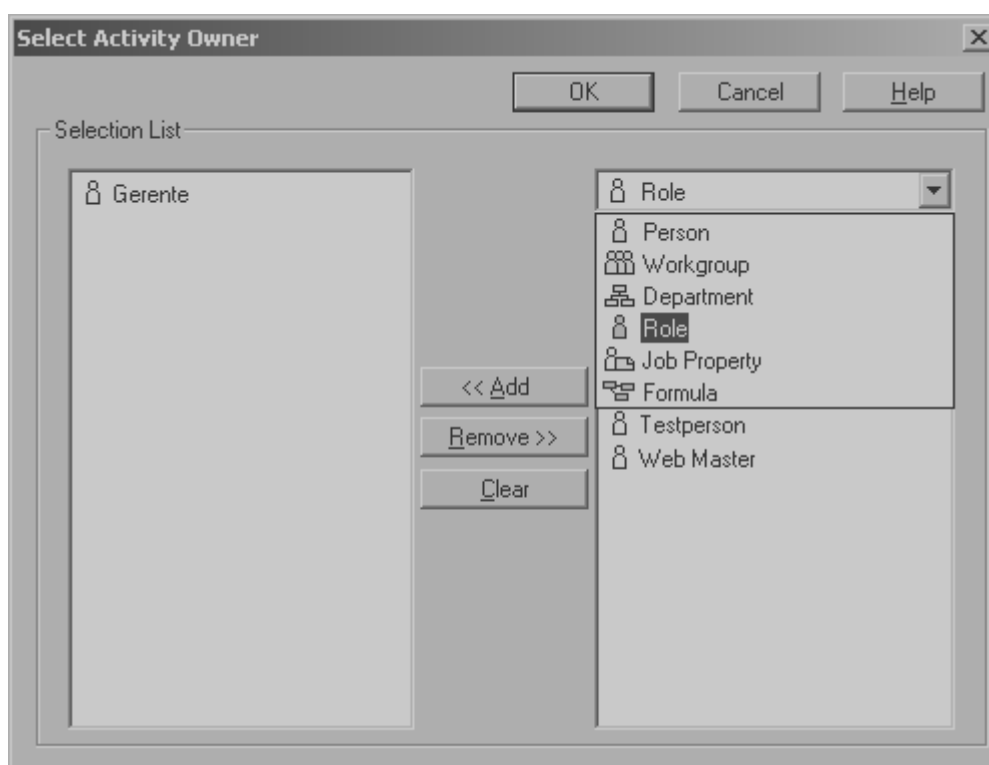 Select Activity Owner
OK Cancel Help
Selection List
Gerente
Role
Person
Workgroup
Department
Role
Job Property
Formula
<< Add
Remove >>
Clear
Testperson
Web Master